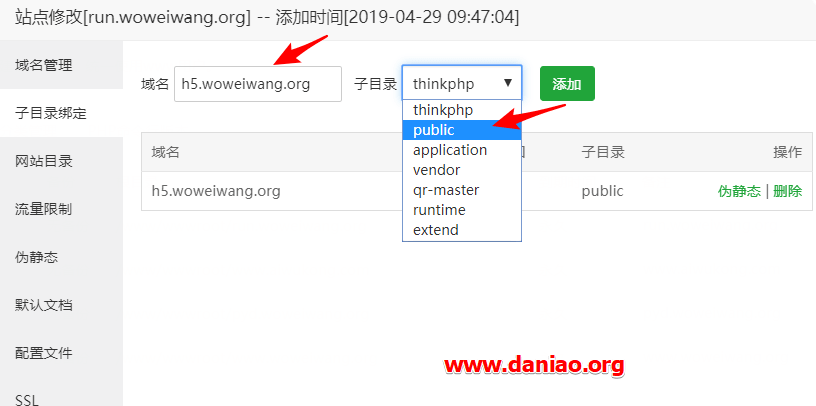 站点修改[run.woweiwang.org] -- 添加时间[2019-04-29 09:47:04]
域名管理
子目录绑定
网站目录
流量限制
伪静态
默认文档
配置文件
SSL
域名 h5.woweiwang.org 子目录 thinkphp 添加
thinkphp
public
application
vendor
qr-master
runtime
extend
域名 子目录 操作
h5.woweiwang.org public 伪静态 | 删除
www.daniao.org